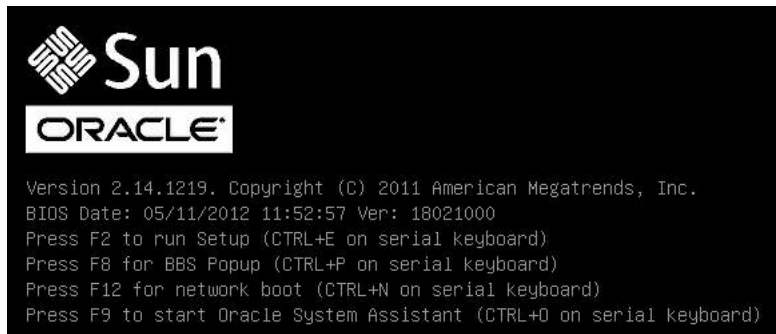 Sun
ORACLE®
Version 2.14.1219. Copyright (C) 2011 American Megatrends, Inc.
BIOS Date: 05/11/2012 11:52:57 Ver: 18021000
Press F2 to run Setup (CTRL+E on serial keyboard)
Press F8 for BBS Popup (CTRL+P on serial keyboard)
Press F12 for network boot (CTRL+N on serial keyboard)
Press F9 to start Oracle System Assistant (CTRL+O on serial keyboard)